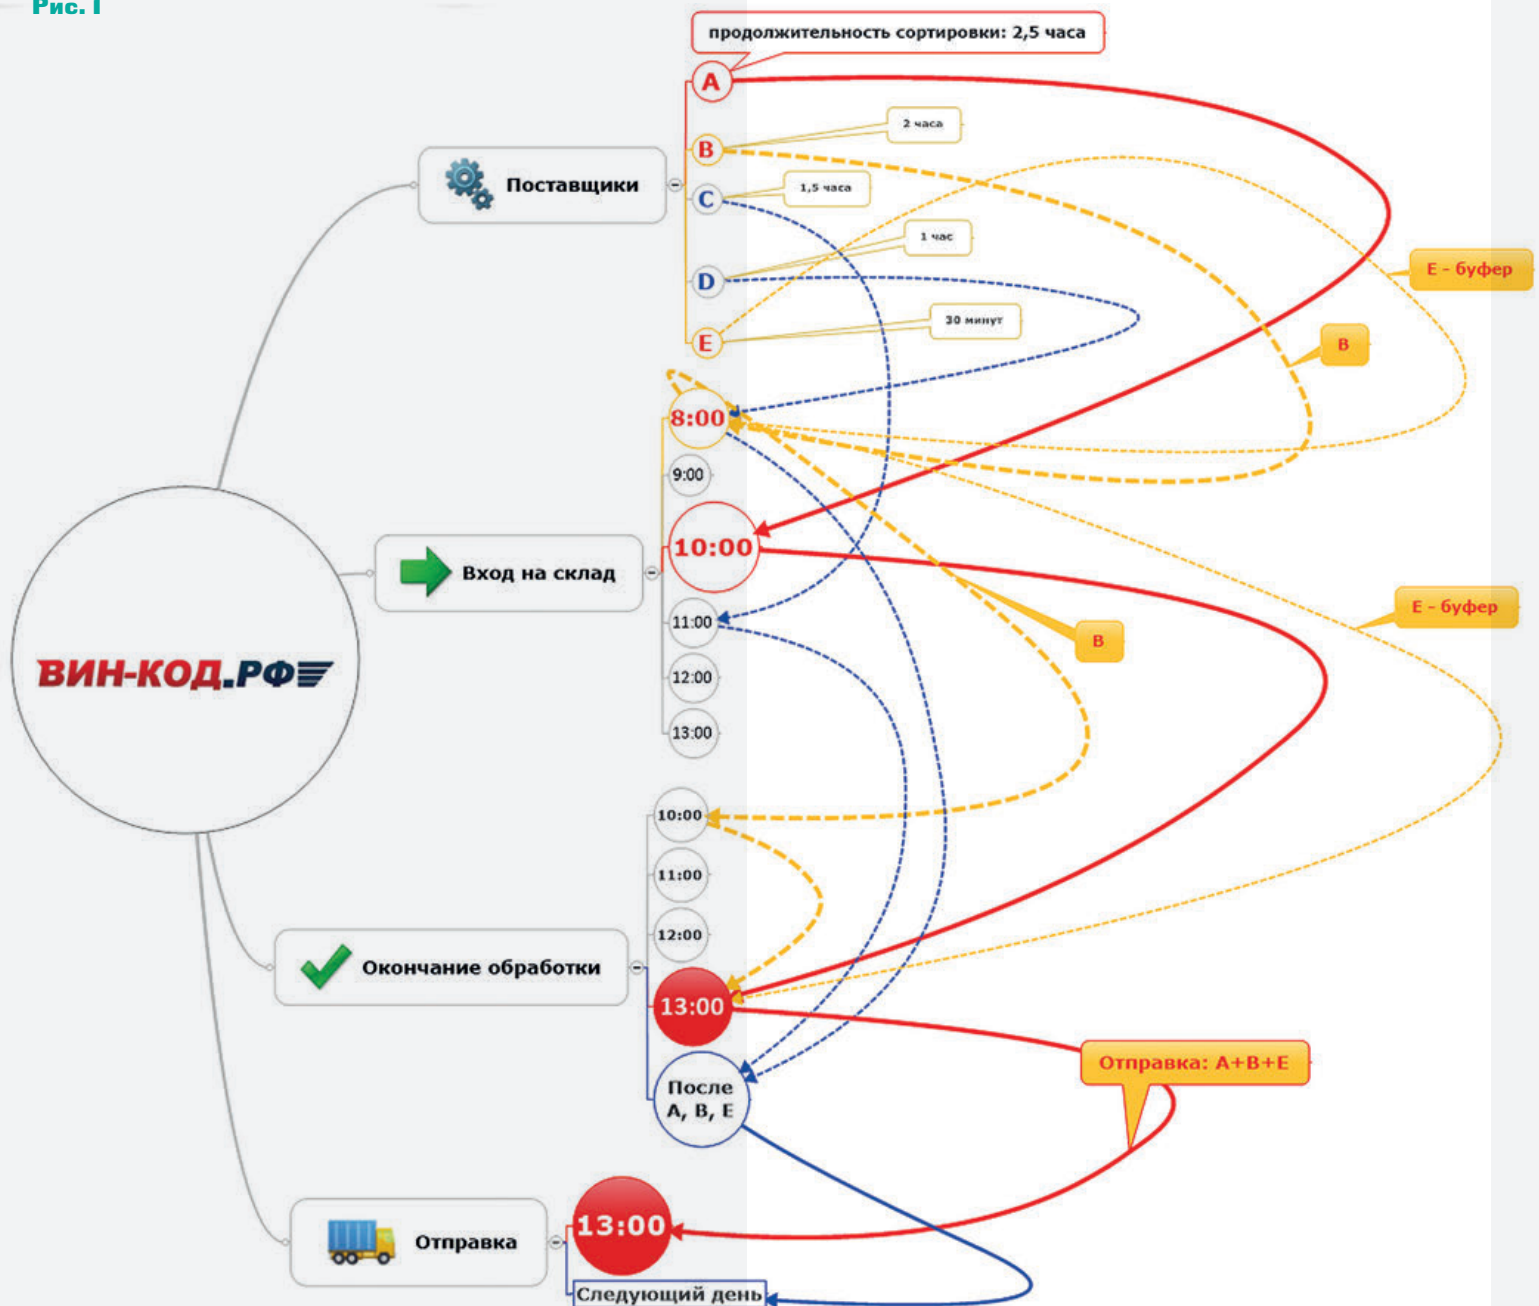 Рис. 1
продолжительность сортировки: 2,5 часа
A
2 часа
B
Поставщики
1,5 часа
C
1 час
D
E - буфер
30 минут
E
B
8:00
9:00
10:00
Вход на склад
E - буфер
11:00
B
ВИН-КОД.РФ
12:00
13:00
10:00
11:00
12:00
Окончание обработки
13:00
Отправка: A+B+E
После
A, B, E
13:00
Отправка
Следующий день